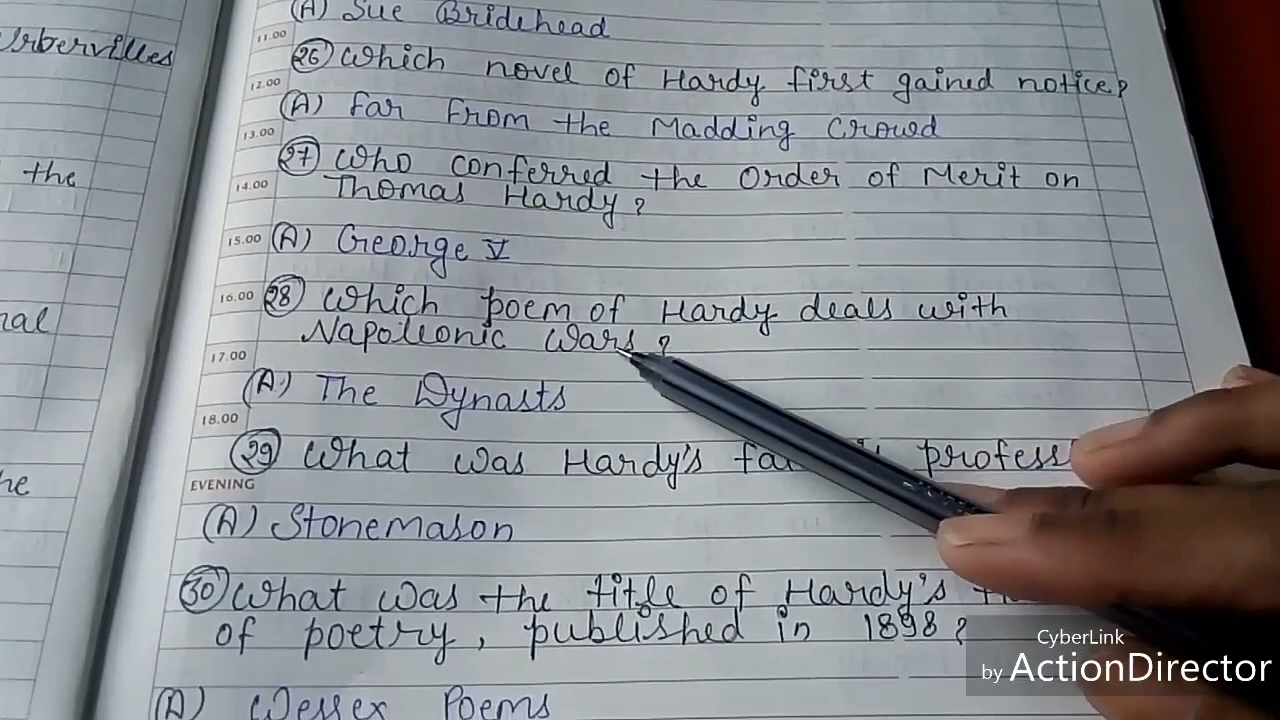 Urbervilles
the
nal
he
(A) Sue Bridehead
11.00
(26) Which novel of Hardy first gained notice?
12.00
(A) Far From the Madding Crowd
13.00
(27) Who conferred the Order of Merit on
14.00
Thomas Hardy?
15.00 (A) George V
16.00 (28) Which poem of Hardy deals with
Napoleonic Wars?
17.00
(A) The Dynasts
18.00
(29) What was Hardy's profess
EVENING
(A) Stonemason
(30) What was the title of Hardy's
of poetry, published in 1898?
(A) Wessex Poems
CyberLink
by ActionDirector